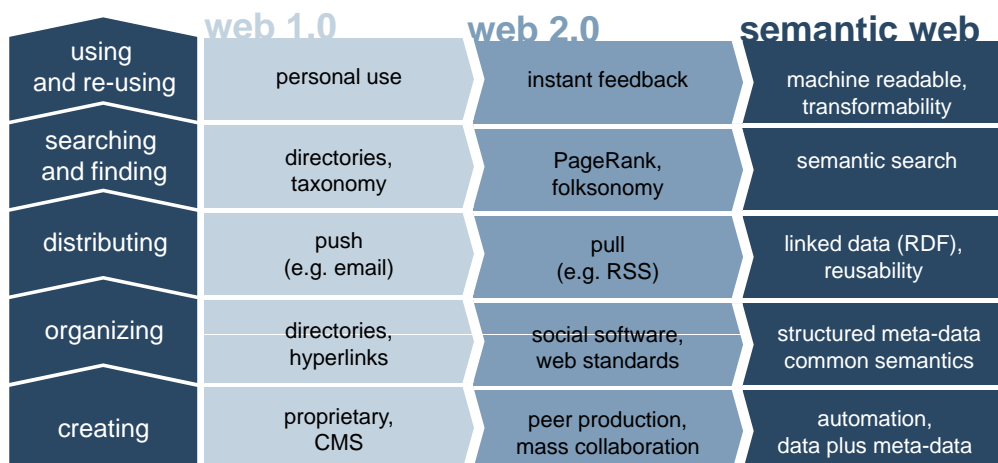 web 1.0
web 2.0
semantic web
using
and re-using
personal use
instant feedback
machine readable,
transformability
searching
and finding
directories,
taxonomy
PageRank,
folksonomy
semantic search
distributing
push
(e.g. email)
pull
(e.g. RSS)
linked data (RDF),
reusability
organizing
directories,
hyperlinks
social software,
web standards
structured meta-data
common semantics
creating
proprietary,
CMS
peer production,
mass collaboration
automation,
data plus meta-data